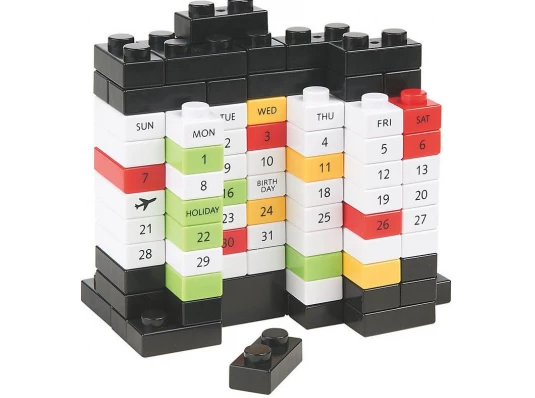 SUN MON TUE WED THU FRI SAT
1 2 3 4 5 6
7 8 10 11 12 13
HOLIDAY 16 BIRTH DAY 18 19 20
21 22 23 24 25 26 27
28 29 30 31